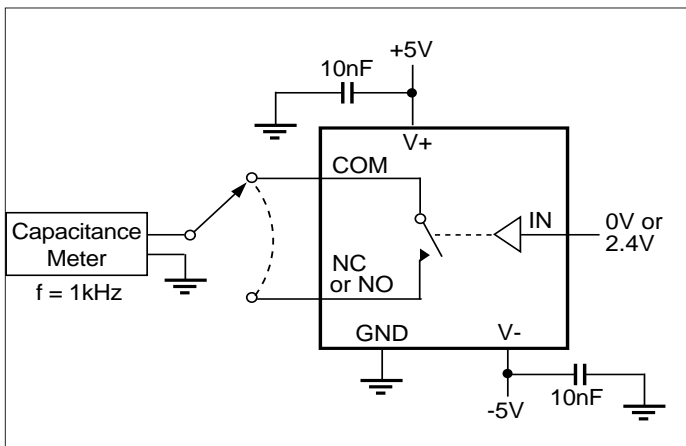 +5V
10nF
V+
COM
IN
0V or
2.4V
Capacitance
Meter
f = 1kHz
NC
or NO
GND
V-
-5V
10nF